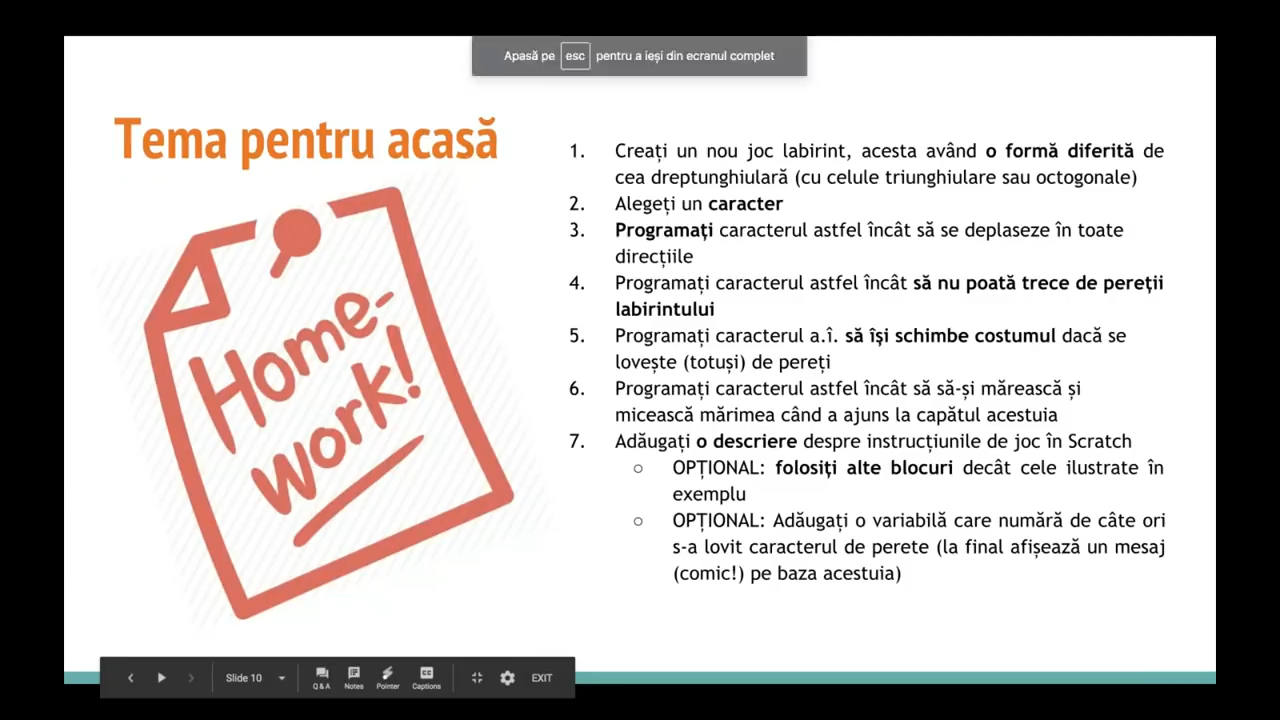 Apasă pe esc pentru a ieși din ecranul complet
Tema pentru acasă
Home-
work!
1. Creați un nou joc labirint, acesta având o formă diferită de
cea dreptunghiulară (cu celule triunghiulare sau octogonale)
2. Alegeți un caracter
3. Programați caracterul astfel încât să se deplaseze în toate
direcțiile
4. Programați caracterul astfel încât să nu poată trece de pereții
labirintului
5. Programați caracterul a.î. să își schimbe costumul dacă se
lovește (totuși) de pereți
6. Programați caracterul astfel încât să să-și mărească și
micească mărimea când a ajuns la capătul acestuia
7. Adăugați o descriere despre instrucțiunile de joc în Scratch
○ OPȚIONAL: folosiți alte blocuri decât cele ilustrate în
exemplu
○ OPȚIONAL: Adăugați o variabilă care numără de câte ori
s-a lovit caracterul de perete (la final afișează un mesaj
(comic!) pe baza acestuia)
Slide 10
Q & A
Notes
Pointer
CC
Captions
EXIT